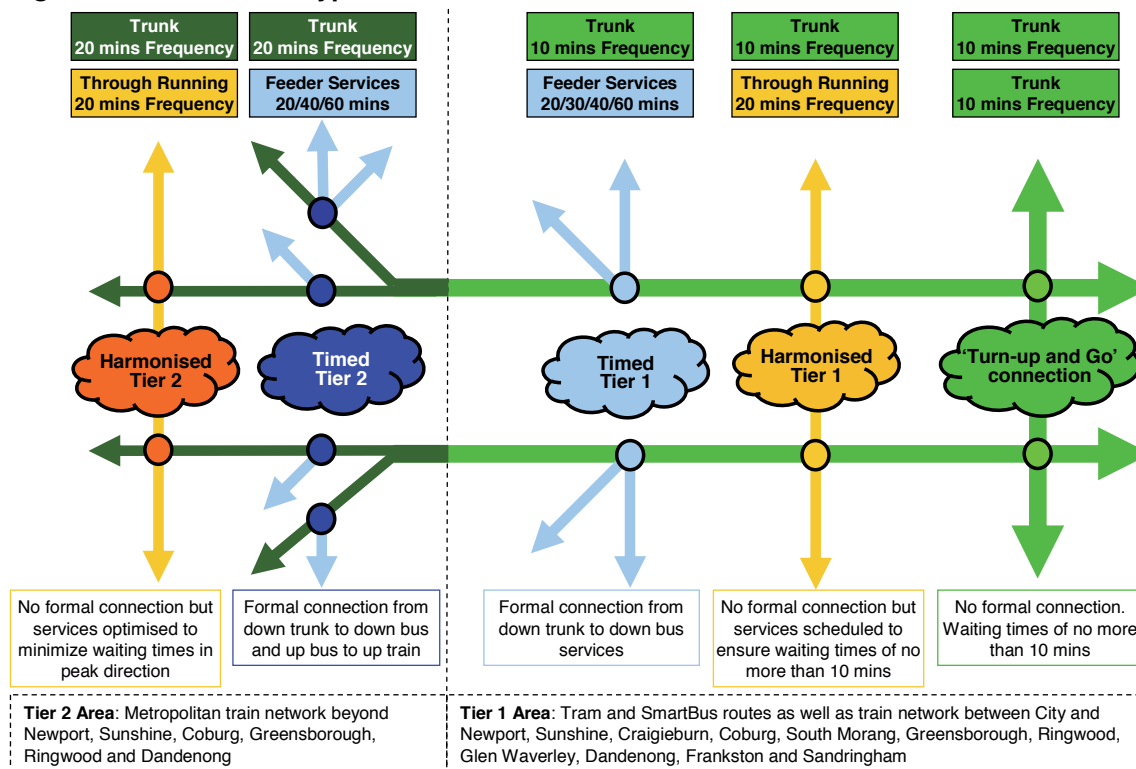 Trunk
20 mins Frequency
Through Running
20 mins Frequency
Trunk
20 mins Frequency
Feeder Services
20/40/60 mins
Trunk
10 mins Frequency
Feeder Services
20/30/40/60 mins
Trunk
10 mins Frequency
Through Running
20 mins Frequency
Trunk
10 mins Frequency
Trunk
10 mins Frequency
Harmonised
Tier 2
Timed
Tier 2
Timed
Tier 1
Harmonised
Tier 1
'Turn-up and Go'
connection
No formal connection but
services optimised to
minimize waiting times in
peak direction
Formal connection from
down trunk to down bus
and up bus to up train
Formal connection from
down trunk to down bus
services
No formal connection but
services scheduled to
ensure waiting times of no
more than 10 mins
No formal connection.
Waiting times of no more
than 10 mins
Tier 2 Area: Metropolitan train network beyond
Newport, Sunshine, Coburg, Greensborough,
Ringwood and Dandenong
Tier 1 Area: Tram and SmartBus routes as well as train network between City and
Newport, Sunshine, Craigieburn, Coburg, South Morang, Greensborough, Ringwood,
Glen Waverley, Dandenong, Frankston and Sandringham